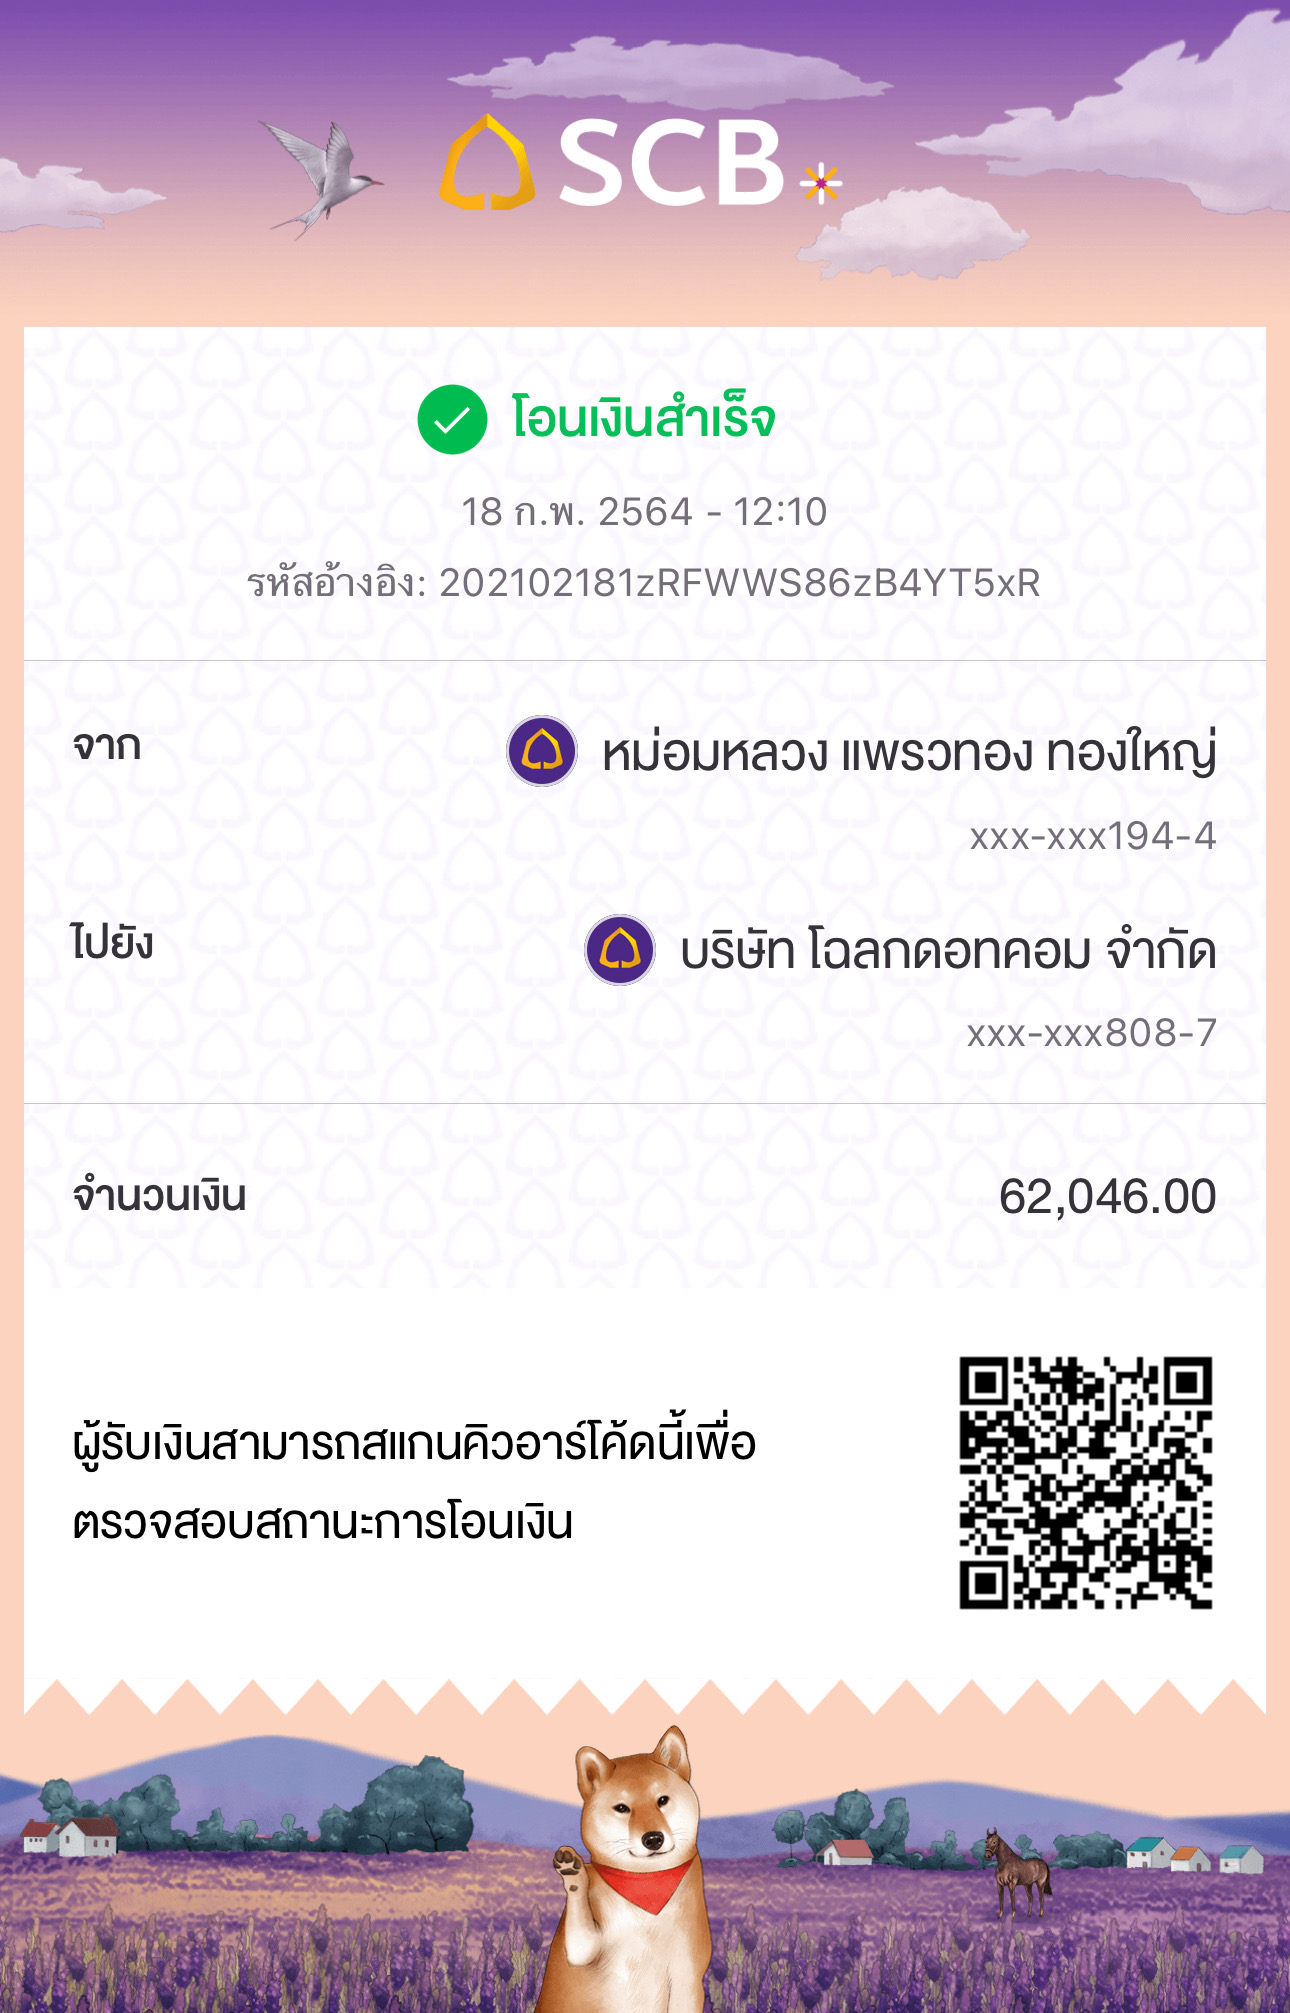 SCB
โอนเงินสำเร็จ
18 ก.พ. 2564 - 12:10
รหัสอ้างอิง: 202102181zRFWWS86zB4YT5xR
จาก
หม่อมหลวง แพรวทอง ทองใหญ่
xxx-xxx194-4
ไปยัง
บริษัท โฉลกดอทคอม จำกัด
xxx-xxx808-7
จำนวนเงิน
62,046.00
ผู้รับเงินสามารถสแกนคิวอาร์โค้ดนี้เพื่อ
ตรวจสอบสถานะการโอนเงิน